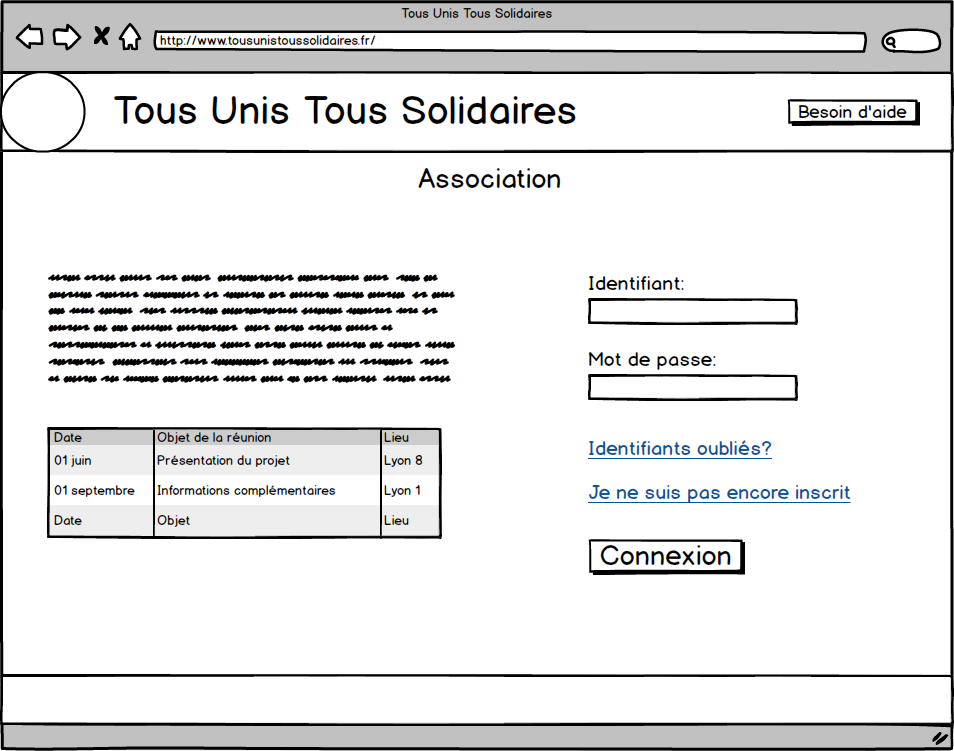 Tous Unis Tous Solidaires
http://www.tousunistoussolidaires.fr/
Tous Unis Tous Solidaires
Besoin d'aide
Association
Identifiant:
Mot de passe:
Date Objet de la réunion Lieu
01 juin Présentation du projet Lyon 8
01 septembre Informations complémentaires Lyon 1
Date Objet Lieu
Identifiants oubliés?
Je ne suis pas encore inscrit
Connexion